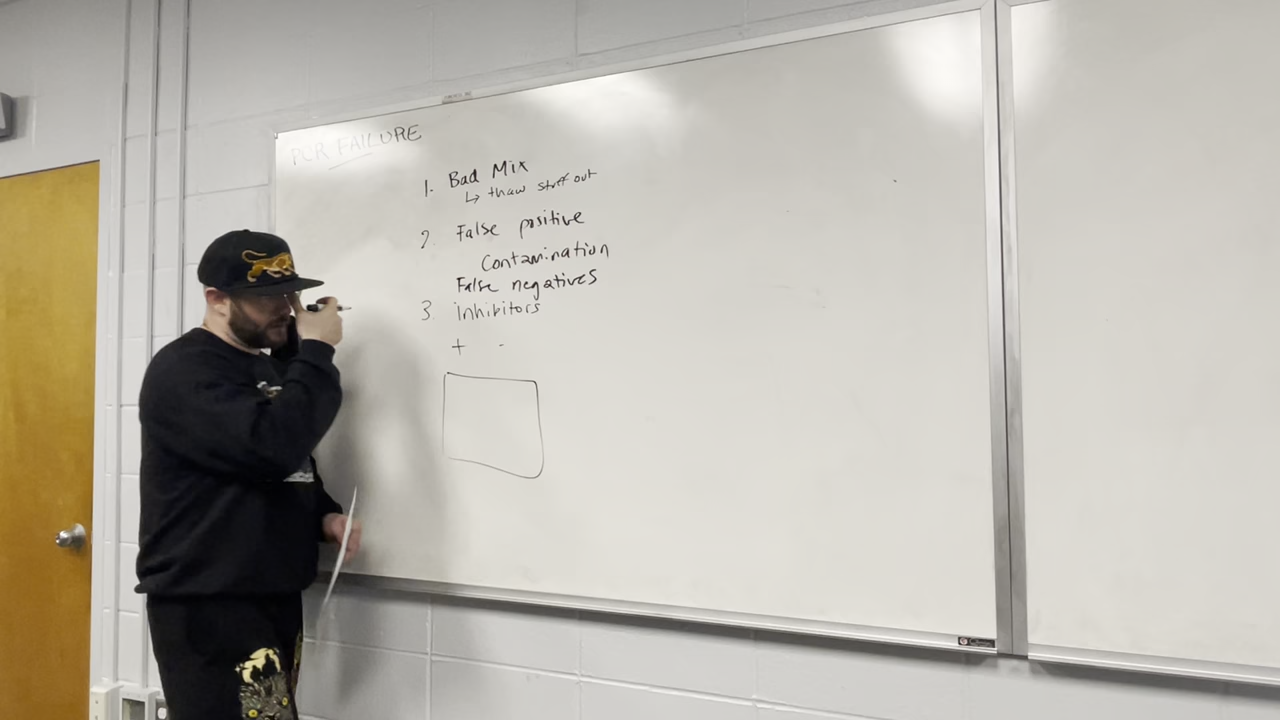 PCR FAILURE
1. Bad Mix
↳ thaw stuff out
2. False positive
Contamination
False negatives
3. inhibitors
+ -